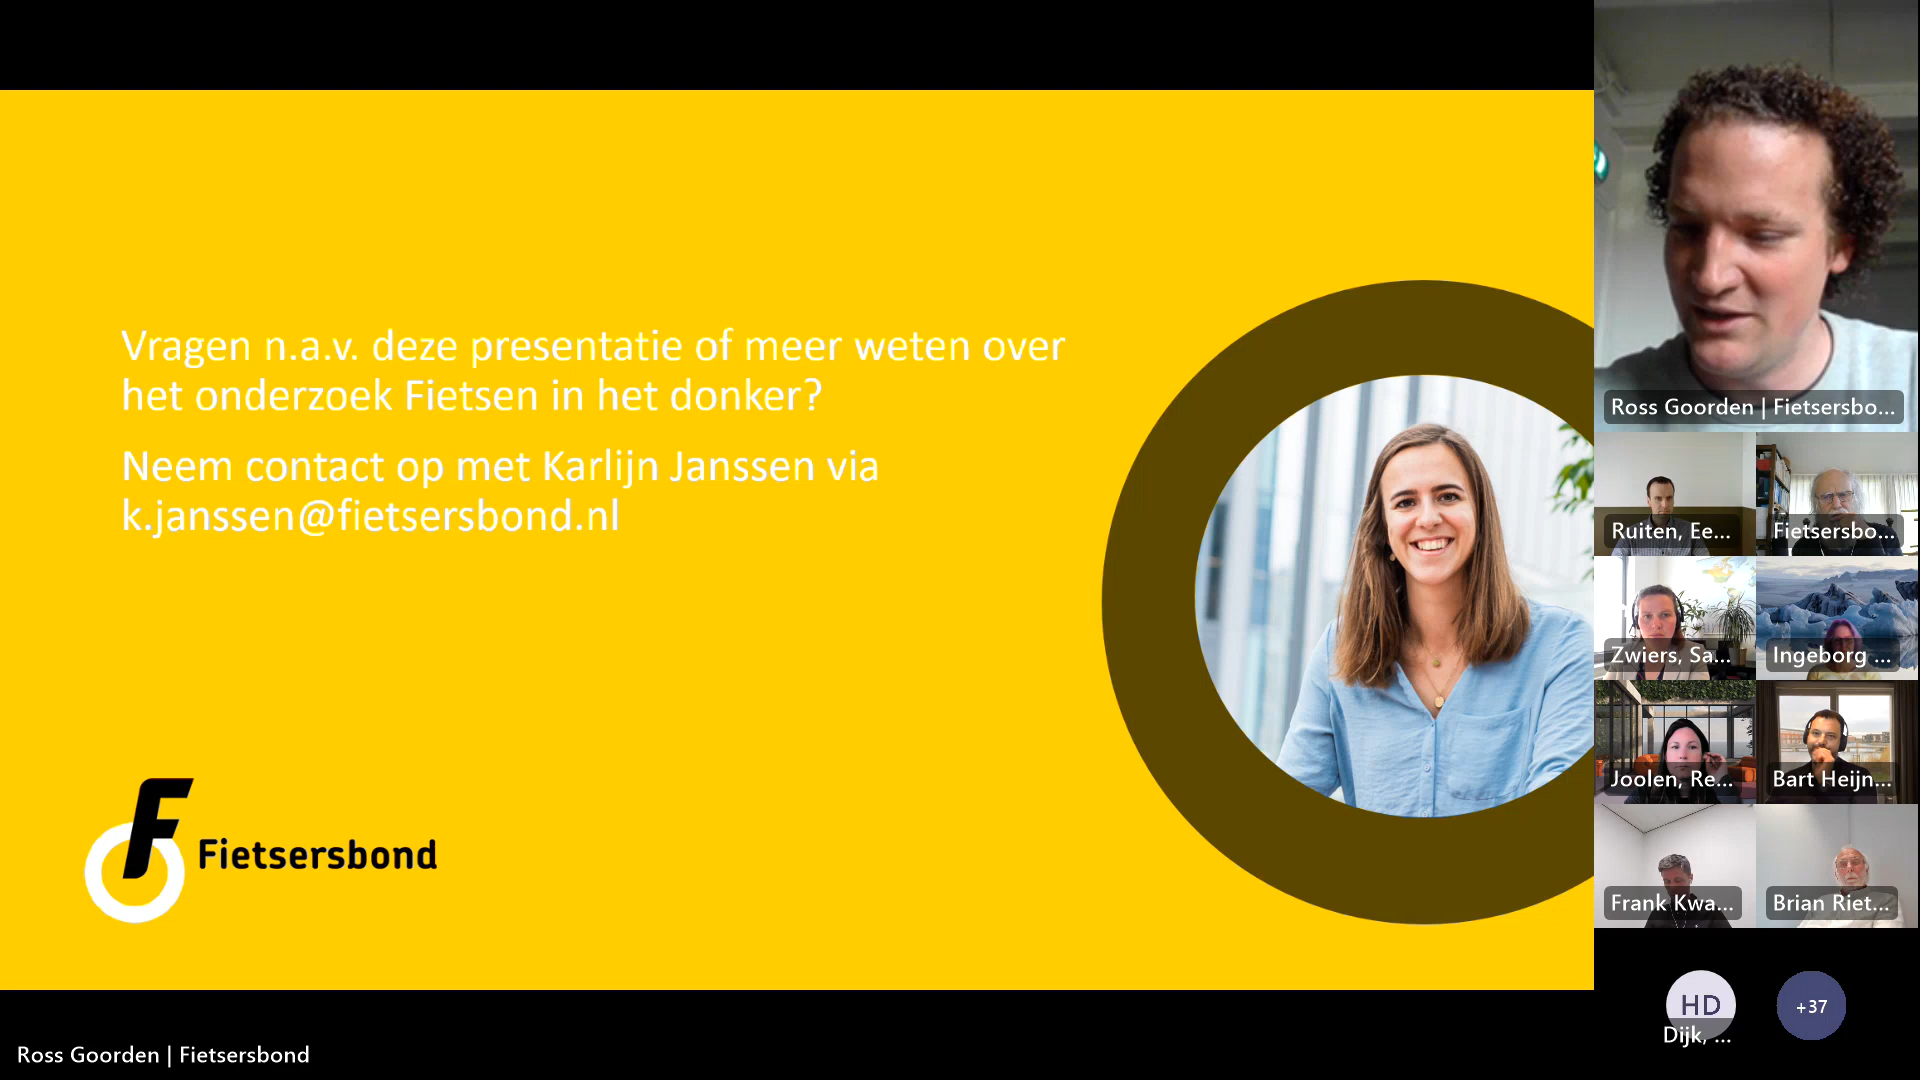 Vragen n.a.v. deze presentatie of meer weten over
het onderzoek Fietsen in het donker?
Neem contact op met Karlijn Janssen via
k.janssen@fietsersbond.nl
Fietsersbond
Ross Goorden | Fietsersbond
Ross Goorden | Fietsersbo...
Ruiten, Ee...
Fietsersbo...
Zwiers, Sa...
Ingeborg ...
Joolen, Re...
Bart Heijn...
Frank Kwa...
Brian Riet...
HD
Dijk, ...
+37